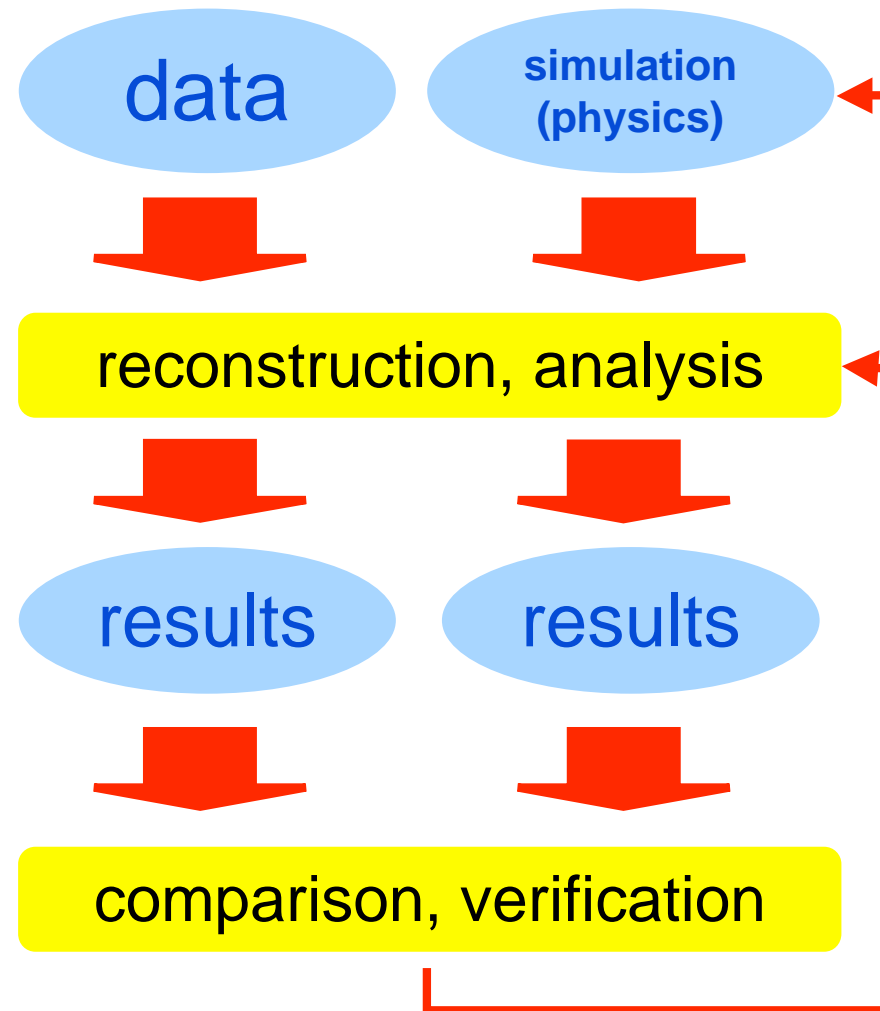 data
simulation
(physics)
reconstruction, analysis
results
results
comparison, verification